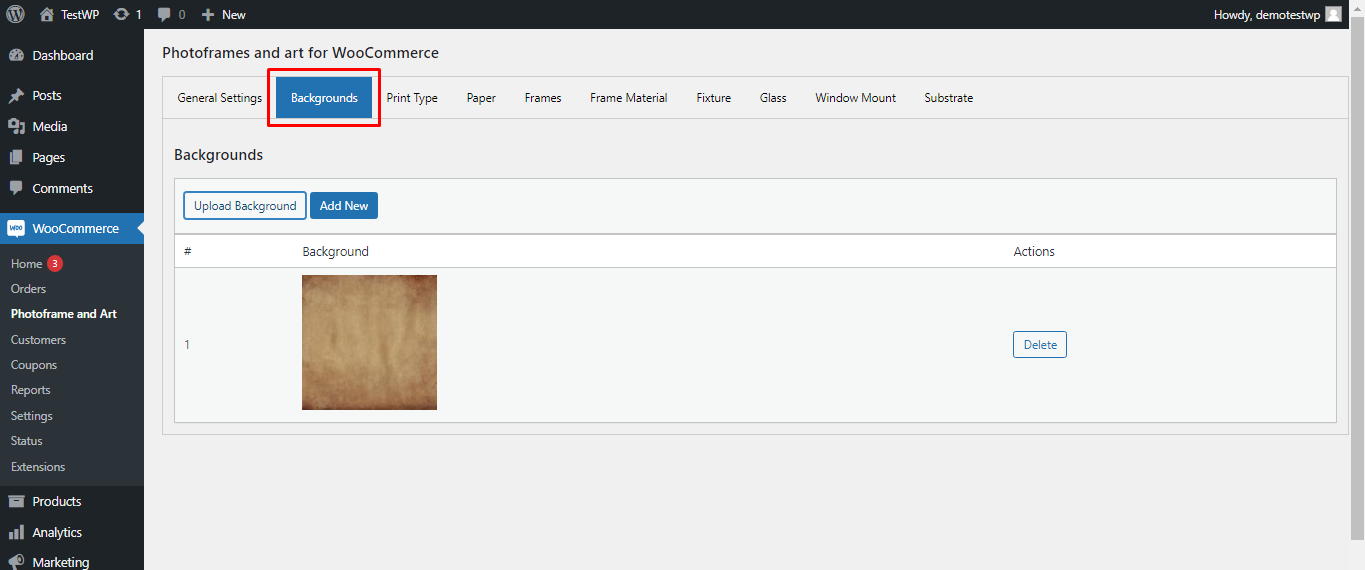 TestWP 1 0 New Howdy, demotestwp
Dashboard
Posts
Media
Pages
Comments
WooCommerce
Home 3
Orders
Photoframe and Art
Customers
Coupons
Reports
Settings
Status
Extensions
Products
Analytics
Marketing
Photoframes and art for WooCommerce
General Settings Backgrounds Print Type Paper Frames Frame Material Fixture Glass Window Mount Substrate
Backgrounds
Upload Background Add New
# Background Actions
1 Delete